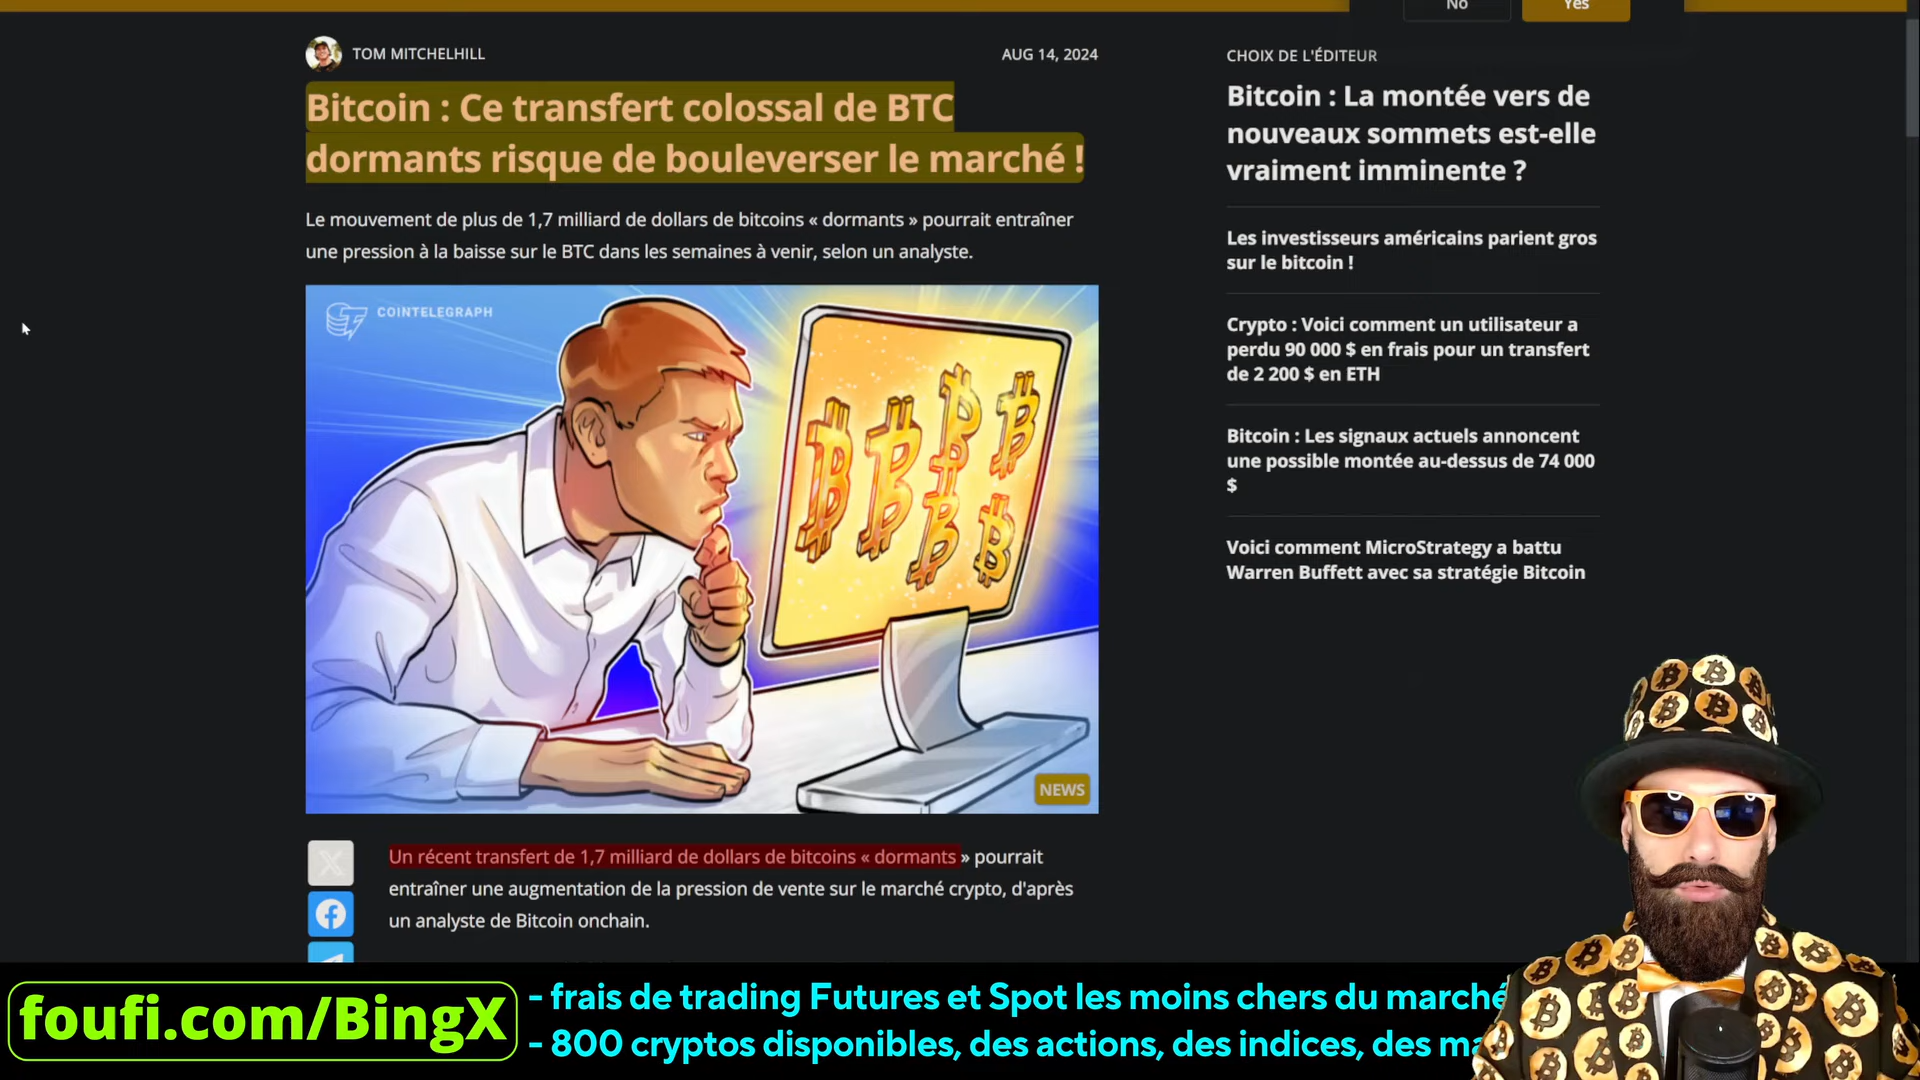 No
Yes
TOM MITCHELHILL
AUG 14, 2024
Bitcoin : Ce transfert colossal de BTC
dormants risque de bouleverser le marché !
Le mouvement de plus de 1,7 milliard de dollars de bitcoins « dormants » pourrait entraîner
une pression à la baisse sur le BTC dans les semaines à venir, selon un analyste.
COINTELEGRAPH
NEWS
Un récent transfert de 1,7 milliard de dollars de bitcoins « dormants » pourrait
entraîner une augmentation de la pression de vente sur le marché crypto, d'après
un analyste de Bitcoin onchain.
CHOIX DE L'ÉDITEUR
Bitcoin : La montée vers de
nouveaux sommets est-elle
vraiment imminente ?
Les investisseurs américains parient gros
sur le bitcoin !
Crypto : Voici comment un utilisateur a
perdu 90 000 $ en frais pour un transfert
de 2 200 $ en ETH
Bitcoin : Les signaux actuels annoncent
une possible montée au-dessus de 74 000
$
Voici comment MicroStrategy a battu
Warren Buffett avec sa stratégie Bitcoin
foufi.com/BingX
- frais de trading Futures et Spot les moins chers du marché
- 800 cryptos disponibles, des actions, des indices, des ma